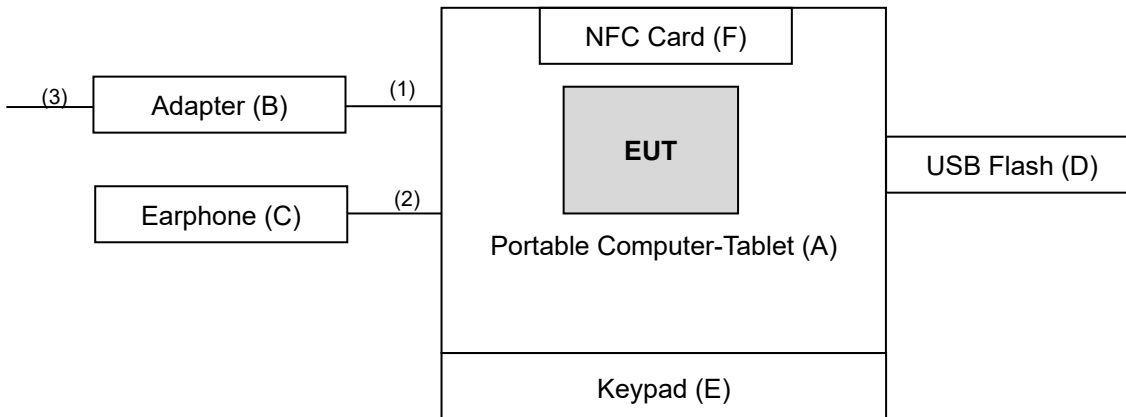 NFC Card (F)
(3)
Adapter (B)
(1)
EUT
USB Flash (D)
Earphone (C)
(2)
Portable Computer-Tablet (A)
Keypad (E)